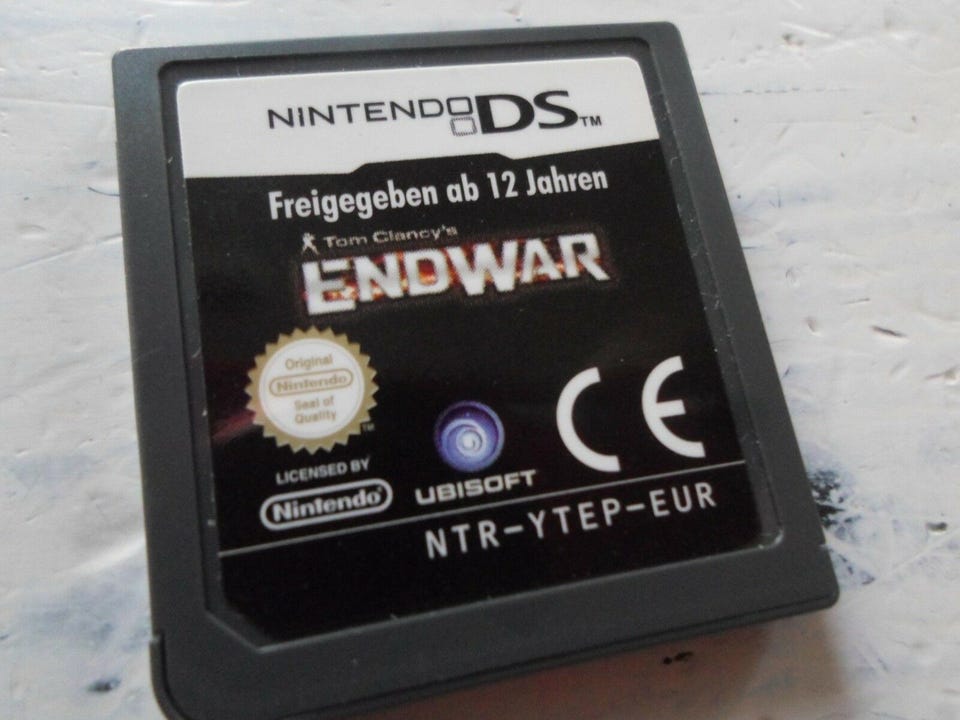 NINTENDO DS™
Freigegeben ab 12 Jahren
Tom Clancy's
ENDWAR
Original
Nintendo
Seal of
Quality
TM
LICENSED BY
Nintendo
UBISOFT
CE
NTR-YTEP-EUR